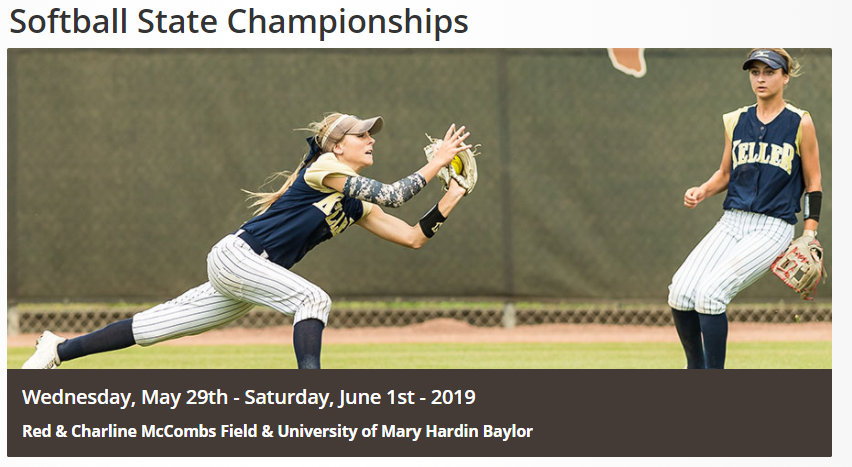 Softball State Championships
KELLER
Wednesday, May 29th - Saturday, June 1st - 2019
Red & Charline McCombs Field & University of Mary Hardin Baylor